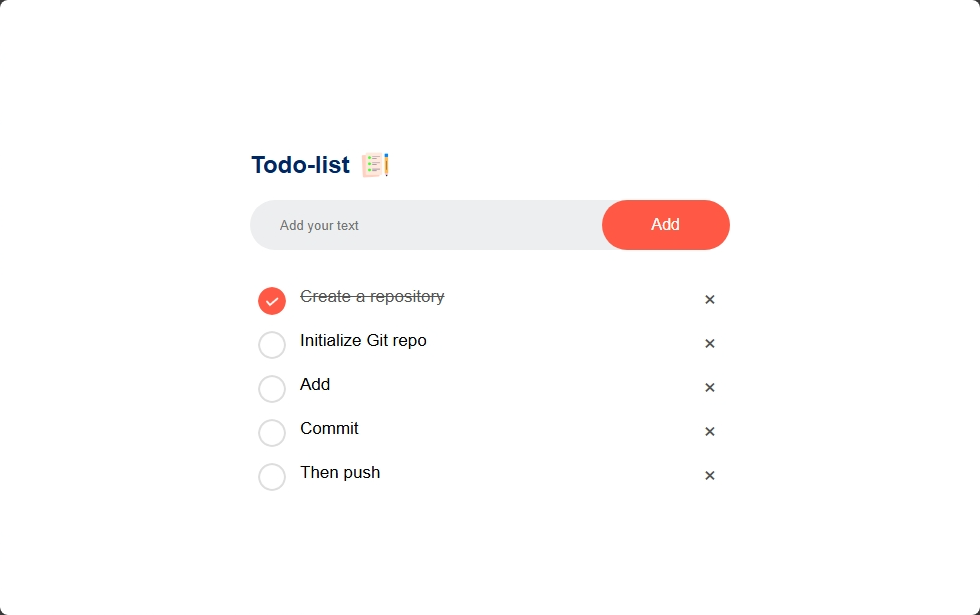 Todo-list
Add your text
Add
Create a repository
Initialize Git repo
Add
Commit
Then push